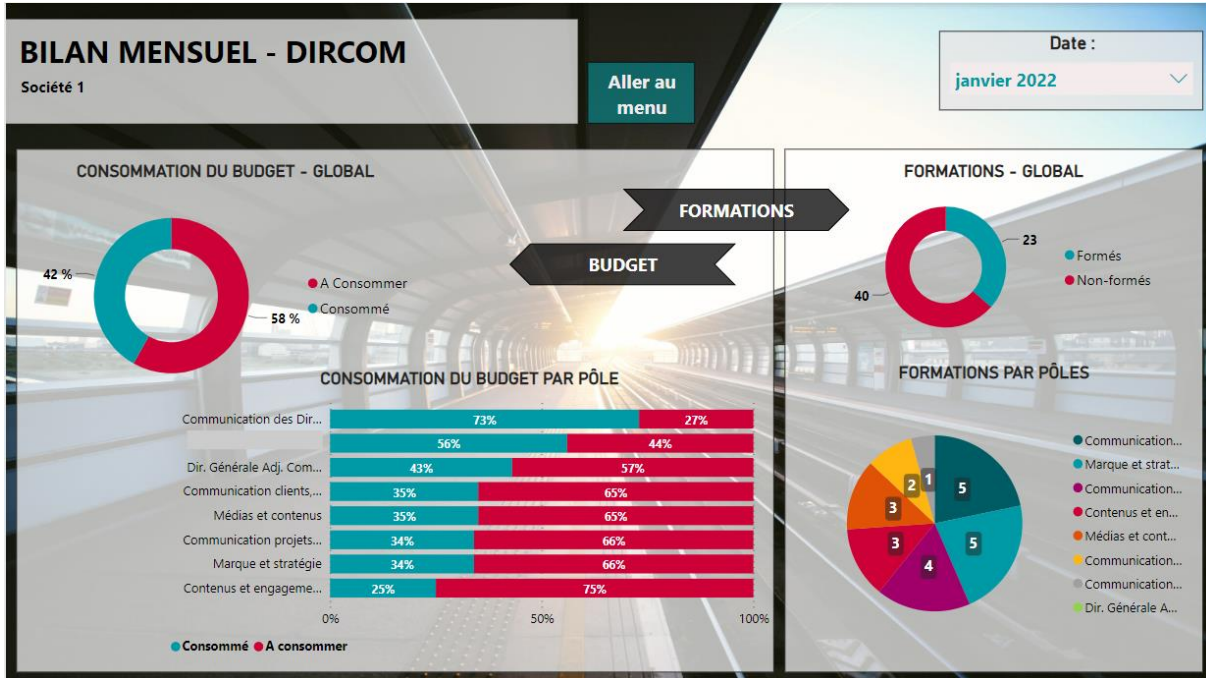 BILAN MENSUEL - DIRCOM
Société 1
Aller au
menu
Date :
janvier 2022
CONSOMMATION DU BUDGET - GLOBAL
42 %
58 %
A Consommer
Consommé
FORMATIONS
BUDGET
FORMATIONS - GLOBAL
23
40
Formés
Non-formés
CONSOMMATION DU BUDGET PAR PÔLE
Communication des Dir... 73% 27%
56% 44%
Dir. Générale Adj. Com... 43% 57%
Communication clients,... 35% 65%
Médias et contenus 35% 65%
Communication projets... 34% 66%
Marque et stratégie 34% 66%
Contenus et engageme... 25% 75%
0% 50% 100%
Consommé A consommer
FORMATIONS PAR PÔLES
5
5
4
3
3
2
1
Communication...
Marque et strat...
Communication...
Contenus et en...
Médias et cont...
Communication...
Communication...
Dir. Générale A...